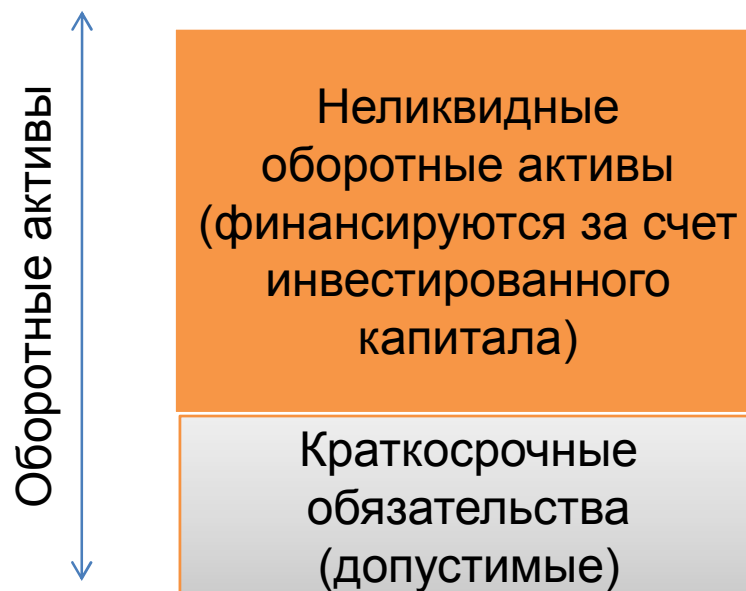 Оборотные активы
Неликвидные
оборотные активы
(финансируются за счет
инвестированного
капитала)
Краткосрочные
обязательства
(допустимые)